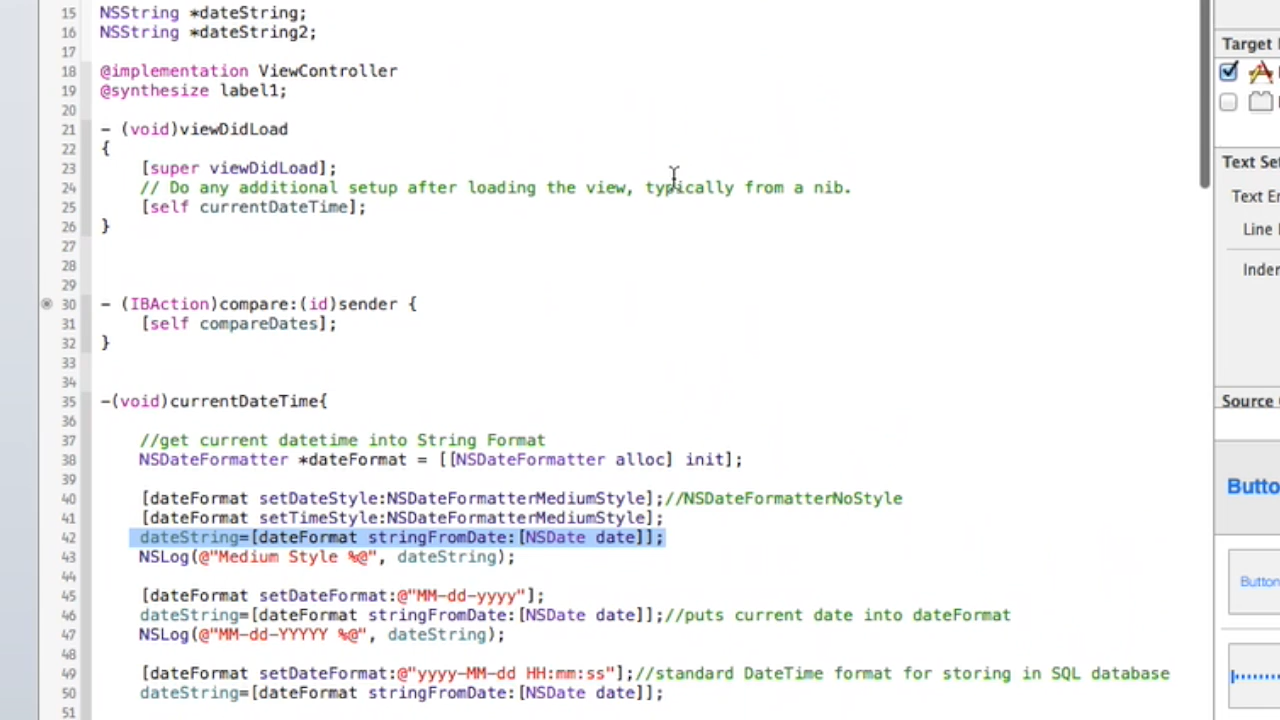 15 NSString *dateString;
16 NSString *dateString2;
17
18 @implementation ViewController
19 @synthesize label1;
20
21 - (void)viewDidLoad
22 {
23 [super viewDidLoad];
24 // Do any additional setup after loading the view, typically from a nib.
25 [self currentDateTime];
26 }
27
28
29
30 - (IBAction)compare:(id)sender {
31 [self compareDates];
32 }
33
34
35 -(void)currentDateTime{
36
37 //get current datetime into String Format
38 NSDateFormatter *dateFormat = [[NSDateFormatter alloc] init];
39
40 [dateFormat setDateStyle:NSDateFormatterMediumStyle];//NSDateFormatterNoStyle
41 [dateFormat setTimeStyle:NSDateFormatterMediumStyle];
42 dateString=[dateFormat stringFromDate:[NSDate date]];
43 NSLog(@"Medium Style %@", dateString);
44
45 [dateFormat setDateFormat:@"MM-dd-yyyy"];
46 dateString=[dateFormat stringFromDate:[NSDate date]];//puts current date into dateFormat
47 NSLog(@"MM-dd-YYYYY %@", dateString);
48
49 [dateFormat setDateFormat:@"yyyy-MM-dd HH:mm:ss"];//standard DateTime format for storing in SQL database
50 dateString=[dateFormat stringFromDate:[NSDate date]];
51
Target
Text Set
Text En
Line
Inden
Source
Butto
Button